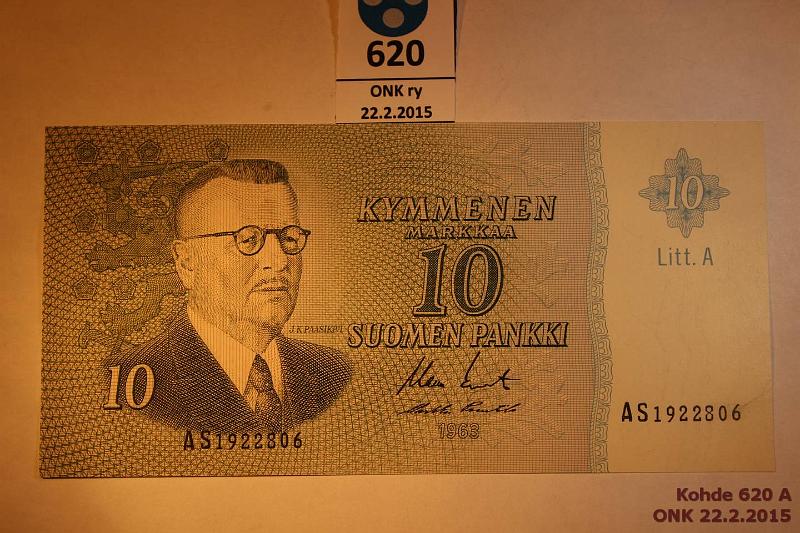 620
ONK ry
22.2.2015
KYMMENEN
MARKKAA
10
SUOMEN PANKKI
J.K.PAASIKIVI
1963
10
AS1922806
10
Litt. A
AS1922806
Kohde 620 A
ONK 22.2.2015